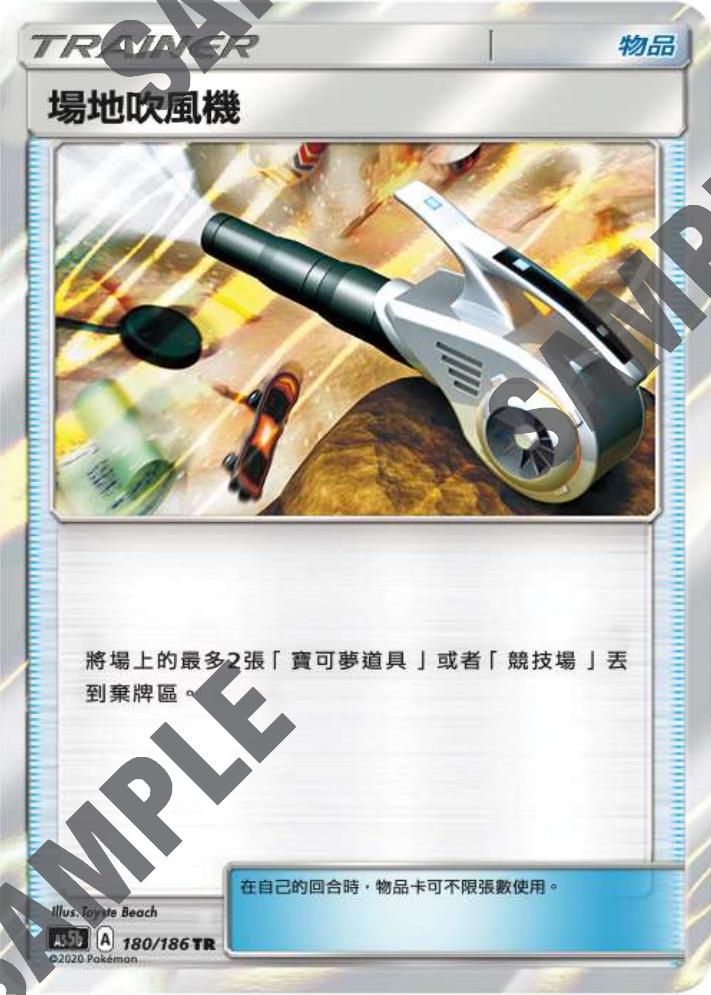 SAMPLE
TRAINER
物品
場地吹風機
SAMPLE
將場上的最多2張「寶可夢道具」或者「競技場」丟
到棄牌區。
SAMPLE
在自己的回合時，物品卡可不限張數使用。
Illus. Toyste Beach
AS5b A 180/186 TR
©2020 Pokémon